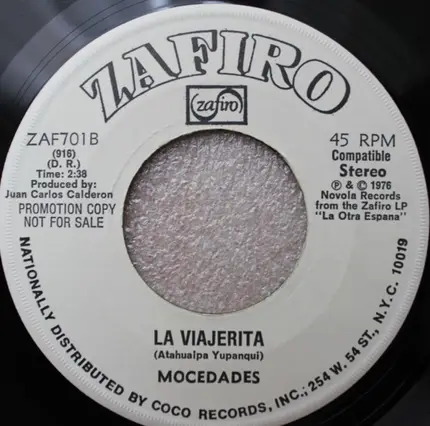 ZAFIRO
zafiro
ZAF701B
(916)
(D. R.)
Time: 2:38
Produced by:
Juan Carlos Calderon
PROMOTION COPY
NOT FOR SALE
45 RPM
Compatible
Stereo
℗ & © 1976
Novola Records
from the Zafiro LP
"La Otra Espana"
LA VIAJERITA
(Atahualpa Yupanqui)
MOCEDADES
NATIONALLY DISTRIBUTED BY COCO RECORDS, INC.; 254 W. 54 ST., N.Y.C. 10019